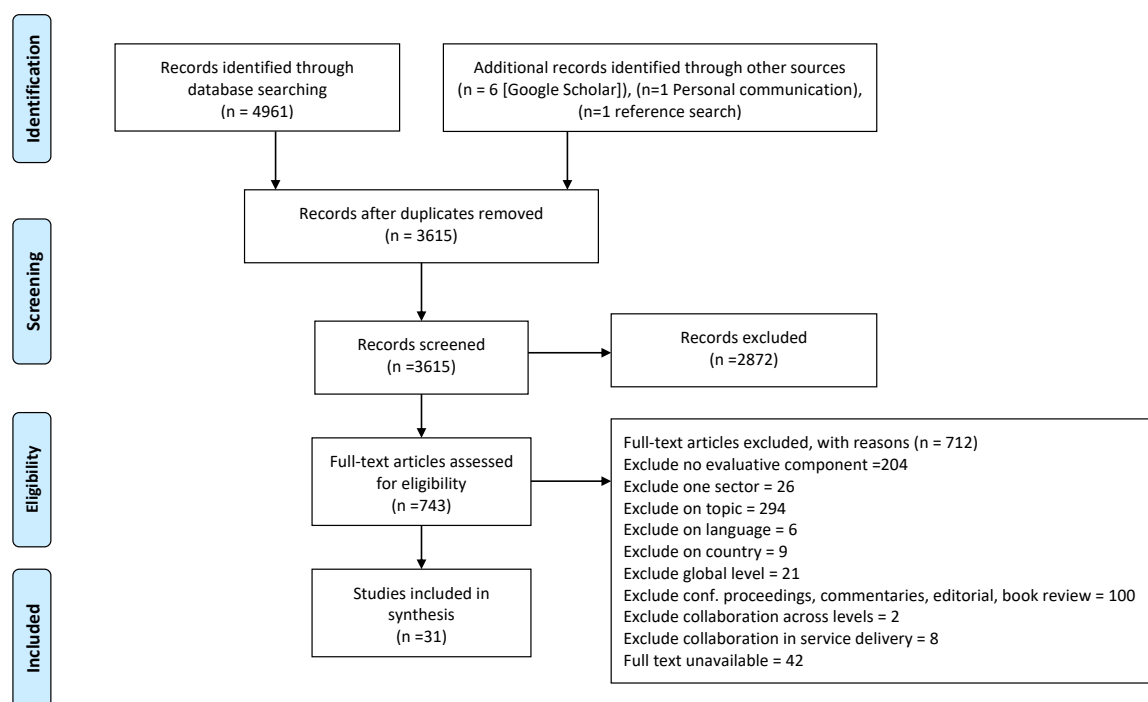 Identification
Records identified through
database searching
(n = 4961)
Additional records identified through other sources
(n = 6 [Google Scholar]), (n=1 Personal communication),
(n=1 reference search)
Records after duplicates removed
(n = 3615)
Screening
Records screened
(n =3615)
Records excluded
(n =2872)
Eligibility
Full-text articles assessed
for eligibility
(n =743)
Full-text articles excluded, with reasons (n = 712)
Exclude no evaluative component =204
Exclude one sector = 26
Exclude on topic = 294
Exclude on language = 6
Exclude on country = 9
Exclude global level = 21
Exclude conf. proceedings, commentaries, editorial, book review = 100
Exclude collaboration across levels = 2
Exclude collaboration in service delivery = 8
Full text unavailable = 42
Included
Studies included in
synthesis
(n =31)